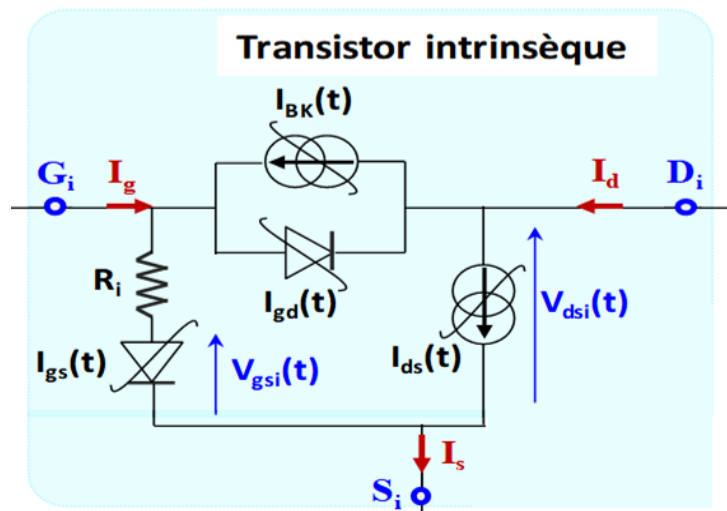 Transistor intrinsèque
I_BK(t)
G_i
I_g
I_d
D_i
R_i
I_gd(t)
V_dsi(t)
I_gs(t)
V_gsi(t)
I_ds(t)
I_s
S_i